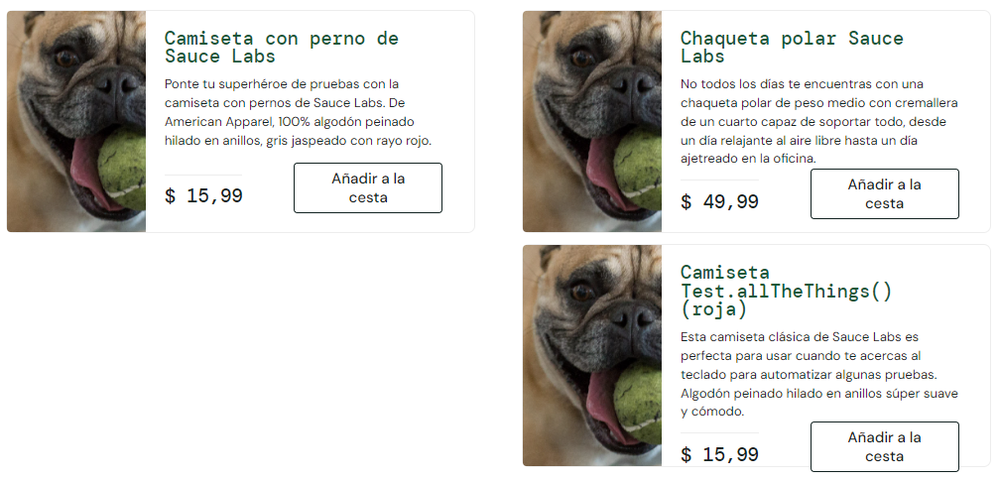 Camiseta con perno de
Sauce Labs
Ponte tu superhéroe de pruebas con la
camiseta con pernos de Sauce Labs. De
American Apparel, 100% algodón peinado
hilado en anillos, gris jaspeado con rayo rojo.
$ 15,99
Añadir a la
cesta
Chaqueta polar Sauce
Labs
No todos los días te encuentras con una
chaqueta polar de peso medio con cremallera
de un cuarto capaz de soportar todo, desde
un día relajante al aire libre hasta un día
ajetreado en la oficina.
$ 49,99
Añadir a la
cesta
Camiseta
Test.allTheThings()
(roja)
Esta camiseta clásica de Sauce Labs es
perfecta para usar cuando te acercas al
teclado para automatizar algunas pruebas.
Algodón peinado hilado en anillos súper suave
y cómodo.
$ 15,99
Añadir a la
cesta